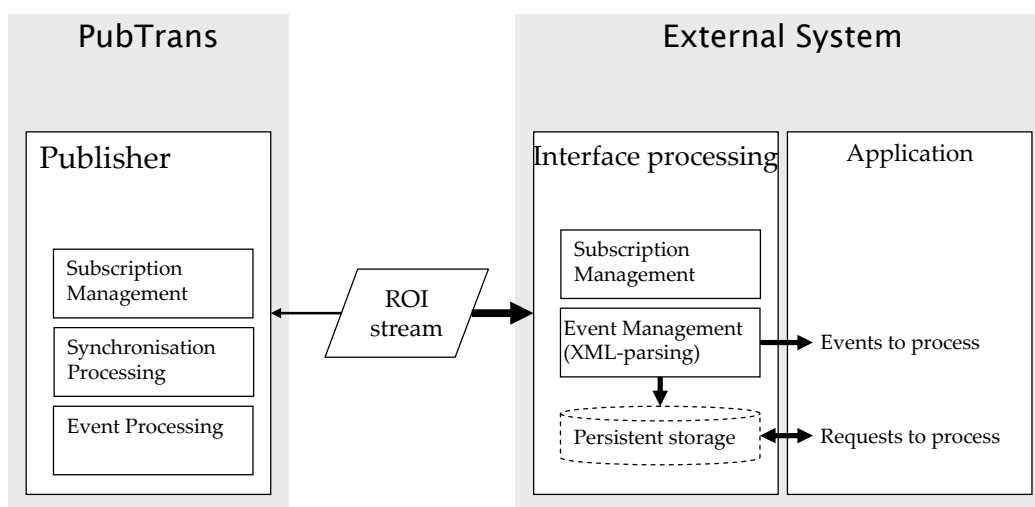 PubTrans
External System
Publisher
Interface processing
Application
Subscription
Management
Synchronisation
Processing
Event Processing
ROI
stream
Subscription
Management
Event Management
(XML-parsing)
Persistent storage
Events to process
Requests to process